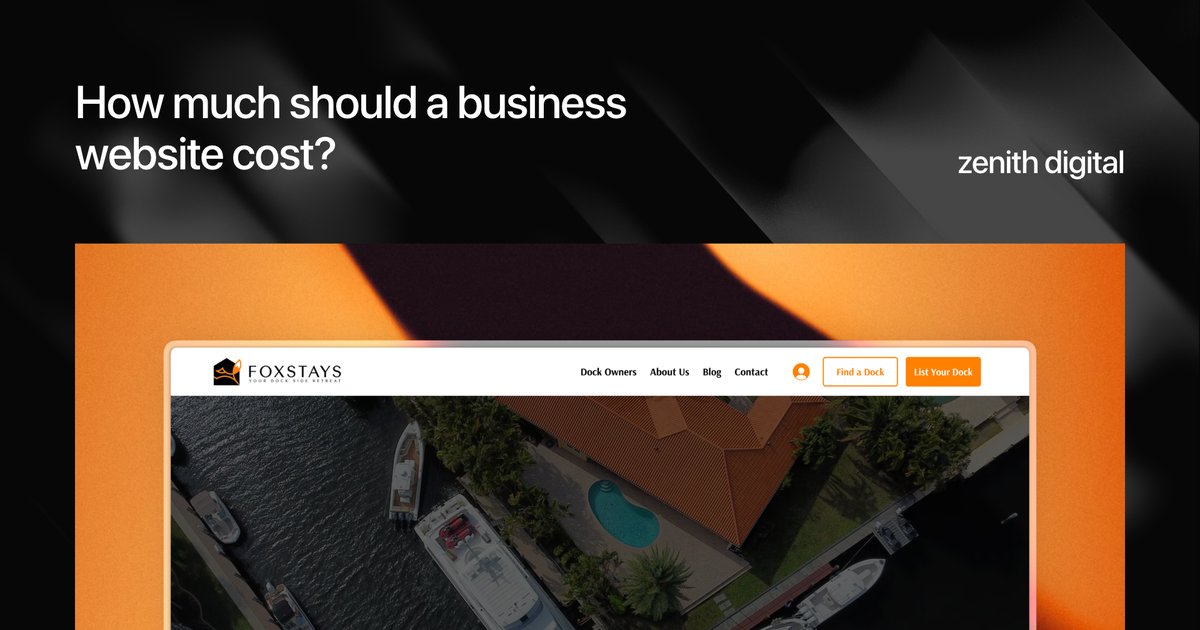 How much should a business
website cost?
zenith digital
FOXSTAYS
YOUR DOCK SIDE RETREAT
Dock Owners About Us Blog Contact Find a Dock List Your Dock